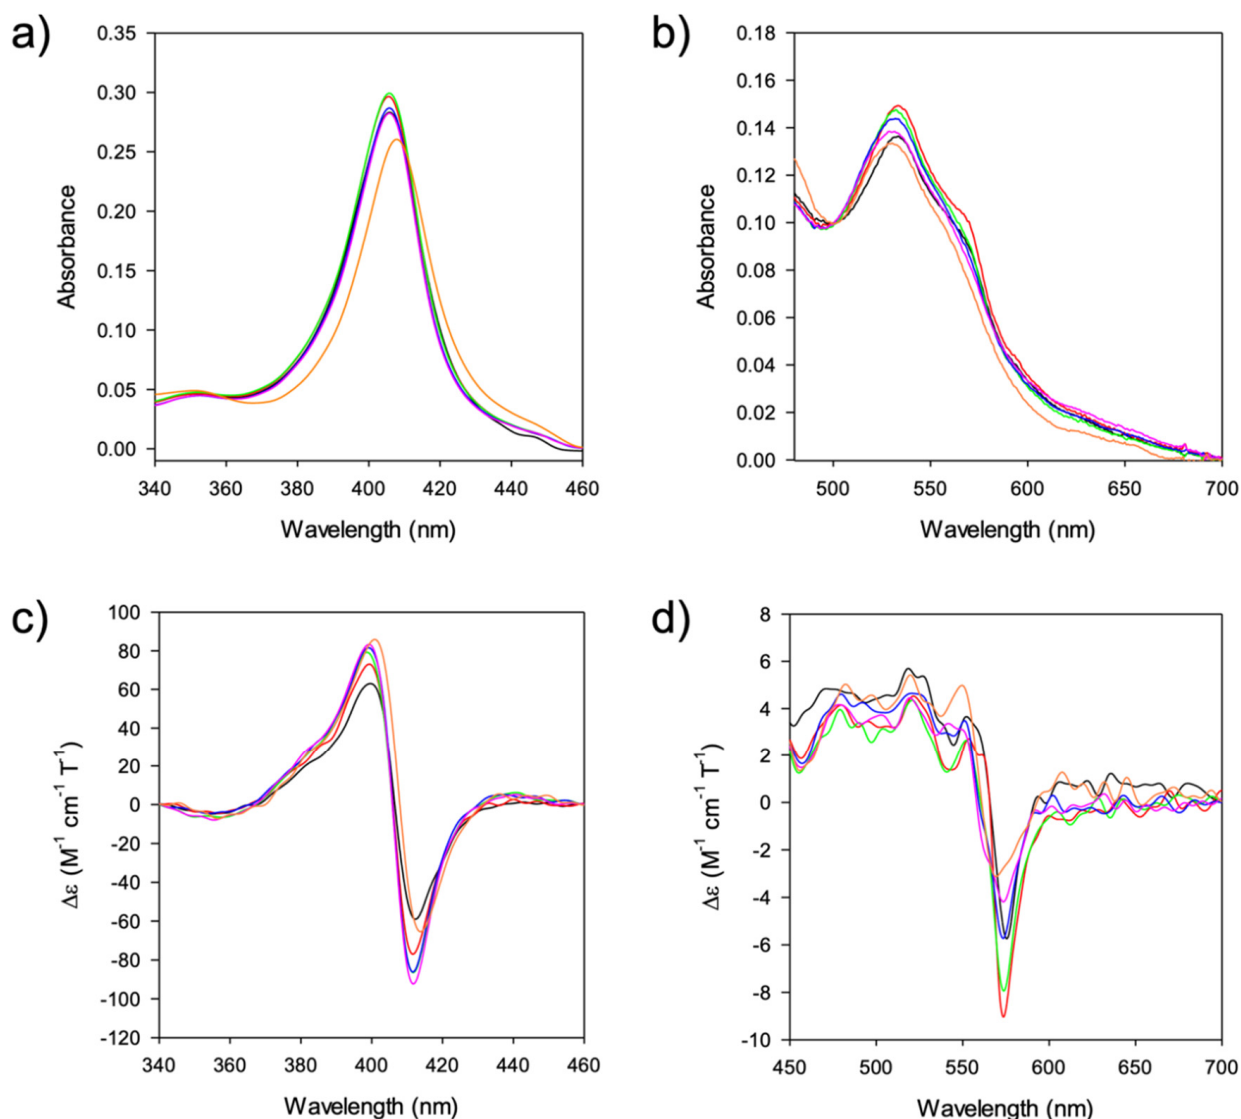 a)
0.35
0.30
0.25
0.20
0.15
0.10
0.05
0.00
Absorbance
340 360 380 400 420 440 460
Wavelength (nm)
b)
0.18
0.16
0.14
0.12
0.10
0.08
0.06
0.04
0.02
0.00
Absorbance
500 550 600 650 700
Wavelength (nm)
c)
100
80
60
40
20
0
-20
-40
-60
-80
-100
-120
Δε (M⁻¹ cm⁻¹ T⁻¹)
340 360 380 400 420 440 460
Wavelength (nm)
d)
8
6
4
2
0
-2
-4
-6
-8
-10
Δε (M⁻¹ cm⁻¹ T⁻¹)
450 500 550 600 650 700
Wavelength (nm)